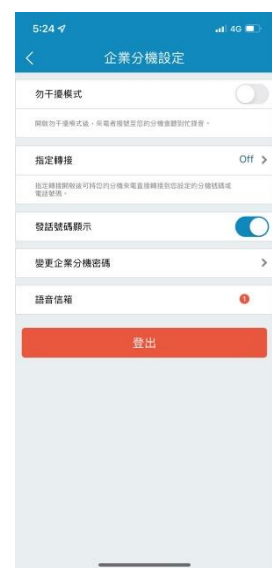 5:24
4G
企業分機設定
勿干擾模式
開啟勿干擾模式後，來電者撥號至您的分機會聽到忙碌音。
指定轉接 Off
指定轉接開啟後可將您的分機來電直接轉接到您設定的分機號碼或
電話號碼。
發話號碼顯示
變更企業分機密碼
語音信箱
登出